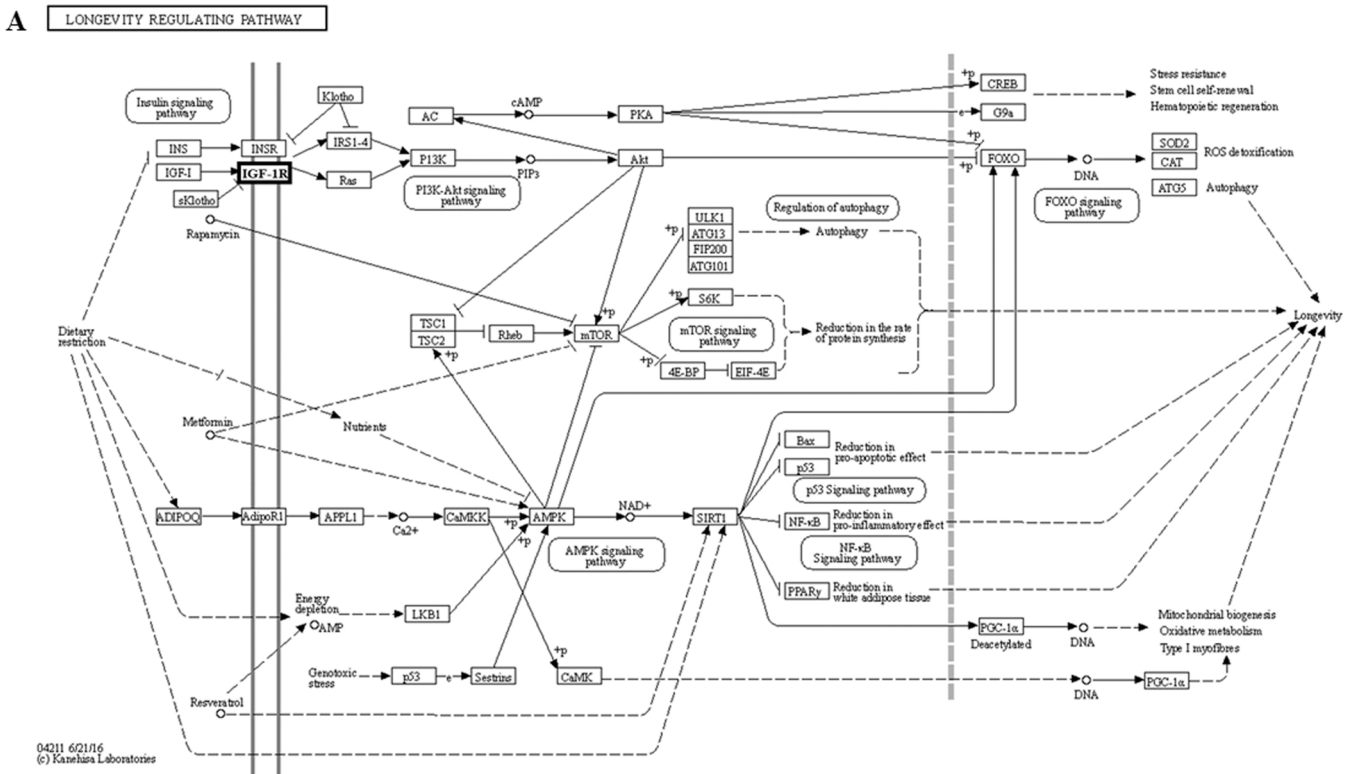 A
LONGEVITY REGULATING PATHWAY
Insulin signaling
pathway
Klotho
INS
INSR
IRS1-4
IGF-I
IGF-1R
Ras
sKlotho
Rapamycin
AC
cAMP
PKA
P13K
PIP3
Akt
PI3K-Akt signaling
pathway
+p
CREB
e
G9a
+p
+p
FOXO
DNA
FOXO signaling
pathway
Stress resistance
Stem cell self-renewal
Hematopoietic regeneration
SOD2
CAT
ROS detoxification
ATG5
Autophagy
ULK1
ATG13
FIP200
ATG101
+p
Regulation of autophagy
Autophagy
+p
S6K
mTOR signaling
pathway
Reduction in the rate
of protein synthesis
+p
4E-BP
EIF-4E
TSC1
TSC2
+p
Rheb
+p
mTOR
Longevity
Dietary
restriction
Metformin
Nutrients
ADIPOQ
AdipoR1
APPL1
Ca2+
CaMKK
+p
+p
AMPK
NAD+
SIRT1
AMPK signaling
pathway
Bax
Reduction in
pro-apoptotic effect
p53
p53 Signaling pathway
NF-κB
Reduction in
pro-inflammatory effect
NF-κB
Signaling pathway
PPARγ
Reduction in
white addipose tissue
PGC-1α
Deacetylated
DNA
Mitochondrial biogenesis
Oxidative metabolism
Type I myofibres
Energy
depletion
AMP
LKB1
Genotoxic
stress
p53
e
Sestrins
+p
CaMK
DNA
PGC-1α
Resveratrol
04211 6/21/16
(c) Kanehisa Laboratories